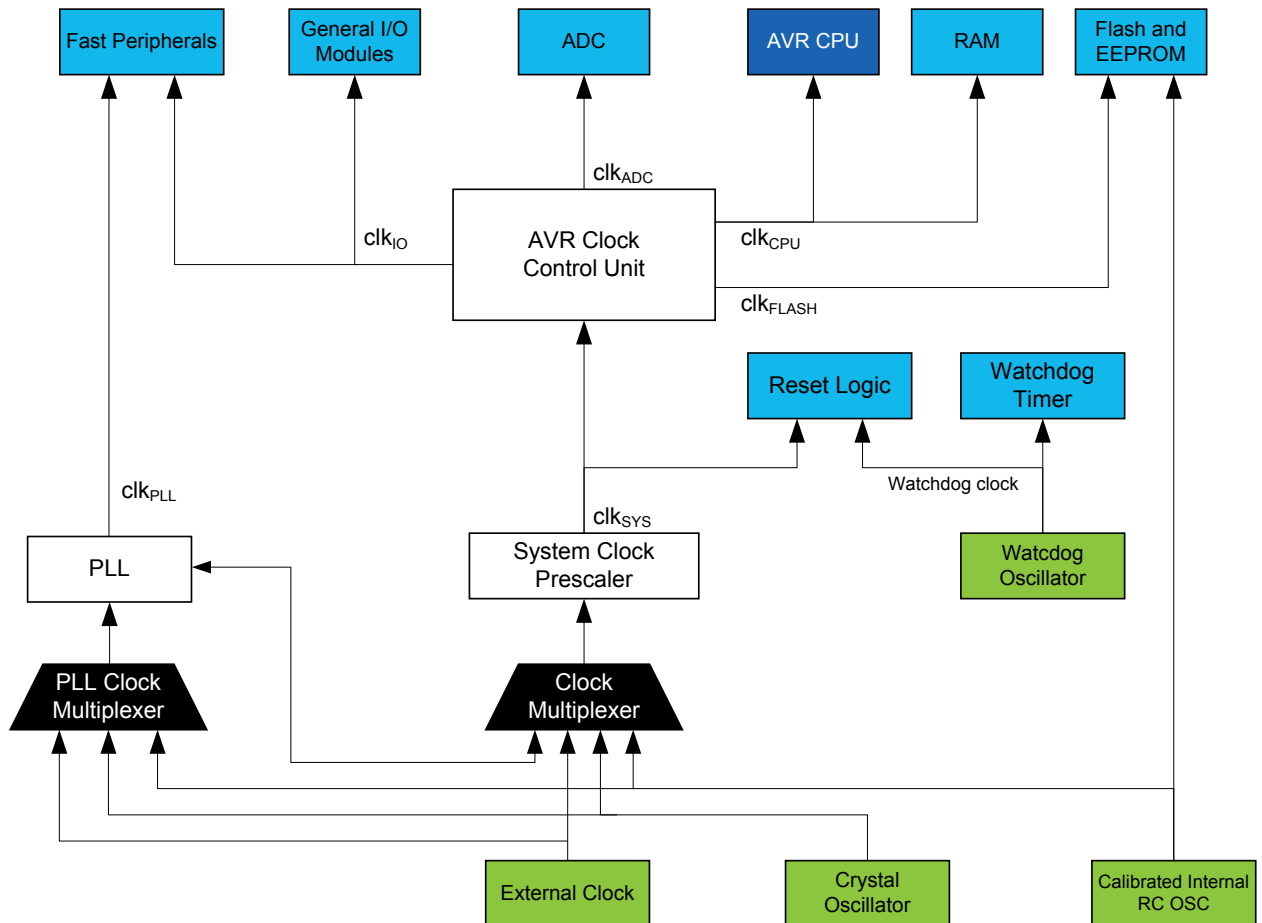 Fast Peripherals
General I/O
Modules
ADC
AVR CPU
RAM
Flash and
EEPROM
clkADC
clkIO
AVR Clock
Control Unit
clkCPU
clkFLASH
Reset Logic
Watchdog
Timer
Watchdog clock
clkPLL
clkSYS
PLL
System Clock
Prescaler
Watcdog
Oscillator
PLL Clock
Multiplexer
Clock
Multiplexer
External Clock
Crystal
Oscillator
Calibrated Internal
RC OSC